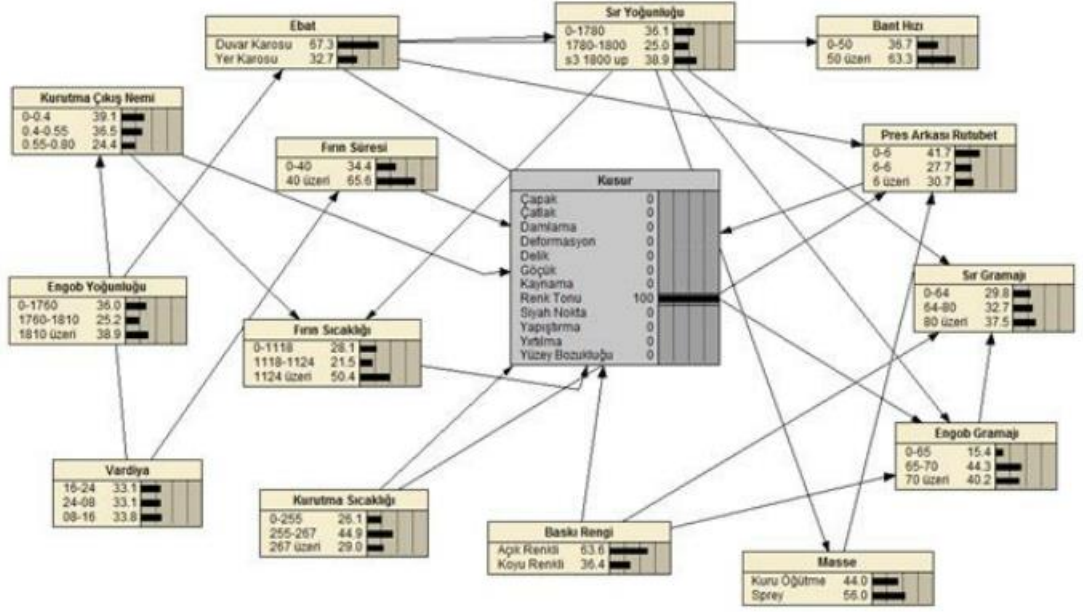 Ebat
Duvar Karosu 67.3
Yer Karosu 32.7
Sır Yoğunluğu
0-1780 36.1
1780-1800 25.0
s3 1800 up 38.9
Bant Hızı
0-50 36.7
50 üzeri 63.3
Kurutma Çıkış Nemi
0-0.4 39.1
0.4-0.55 36.5
0.55-0.80 24.4
Fırın Süresi
0-40 34.4
40 üzeri 65.6
Pres Arkası Rutubet
0-6 41.7
6-6 27.7
6 üzeri 30.7
Kusur
Çapak 0
Çatlak 0
Damlama 0
Deformasyon 0
Delik 0
Göçük 0
Kaynama 0
Renk Tonu 100
Siyah Nokta 0
Yapıştırma 0
Yırtılma 0
Yüzey Bozukluğu 0
Engob Yoğunluğu
0-1760 36.0
1760-1810 25.2
1810 üzeri 38.9
Sır Gramajı
0-64 29.8
64-80 32.7
80 üzeri 37.5
Fırın Sıcaklığı
0-1118 28.1
1118-1124 21.5
1124 üzeri 50.4
Engob Gramajı
0-65 15.4
65-70 44.3
70 üzeri 40.2
Vardiya
16-24 33.1
24-08 33.1
08-16 33.8
Kurutma Sıcaklığı
0-255 26.1
255-267 44.9
267 üzeri 29.0
Baskı Rengi
Açık Renkli 63.6
Koyu Renkli 36.4
Masse
Kuru Öğütme 44.0
Sprey 56.0